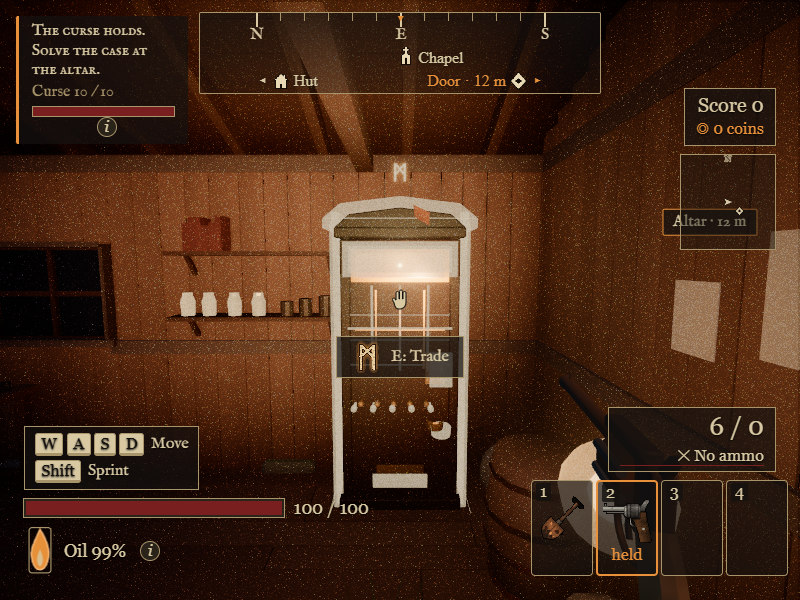 The curse holds.
Solve the case at
the altar.
Curse 10/10
i
N E S
Chapel
Hut
Door · 12 m
Score 0
0 coins
Altar · 12 m
E: Trade
W A S D Move
Shift Sprint
100 / 100
Oil 99% i
6 / 0
No ammo
1 2 3 4
held